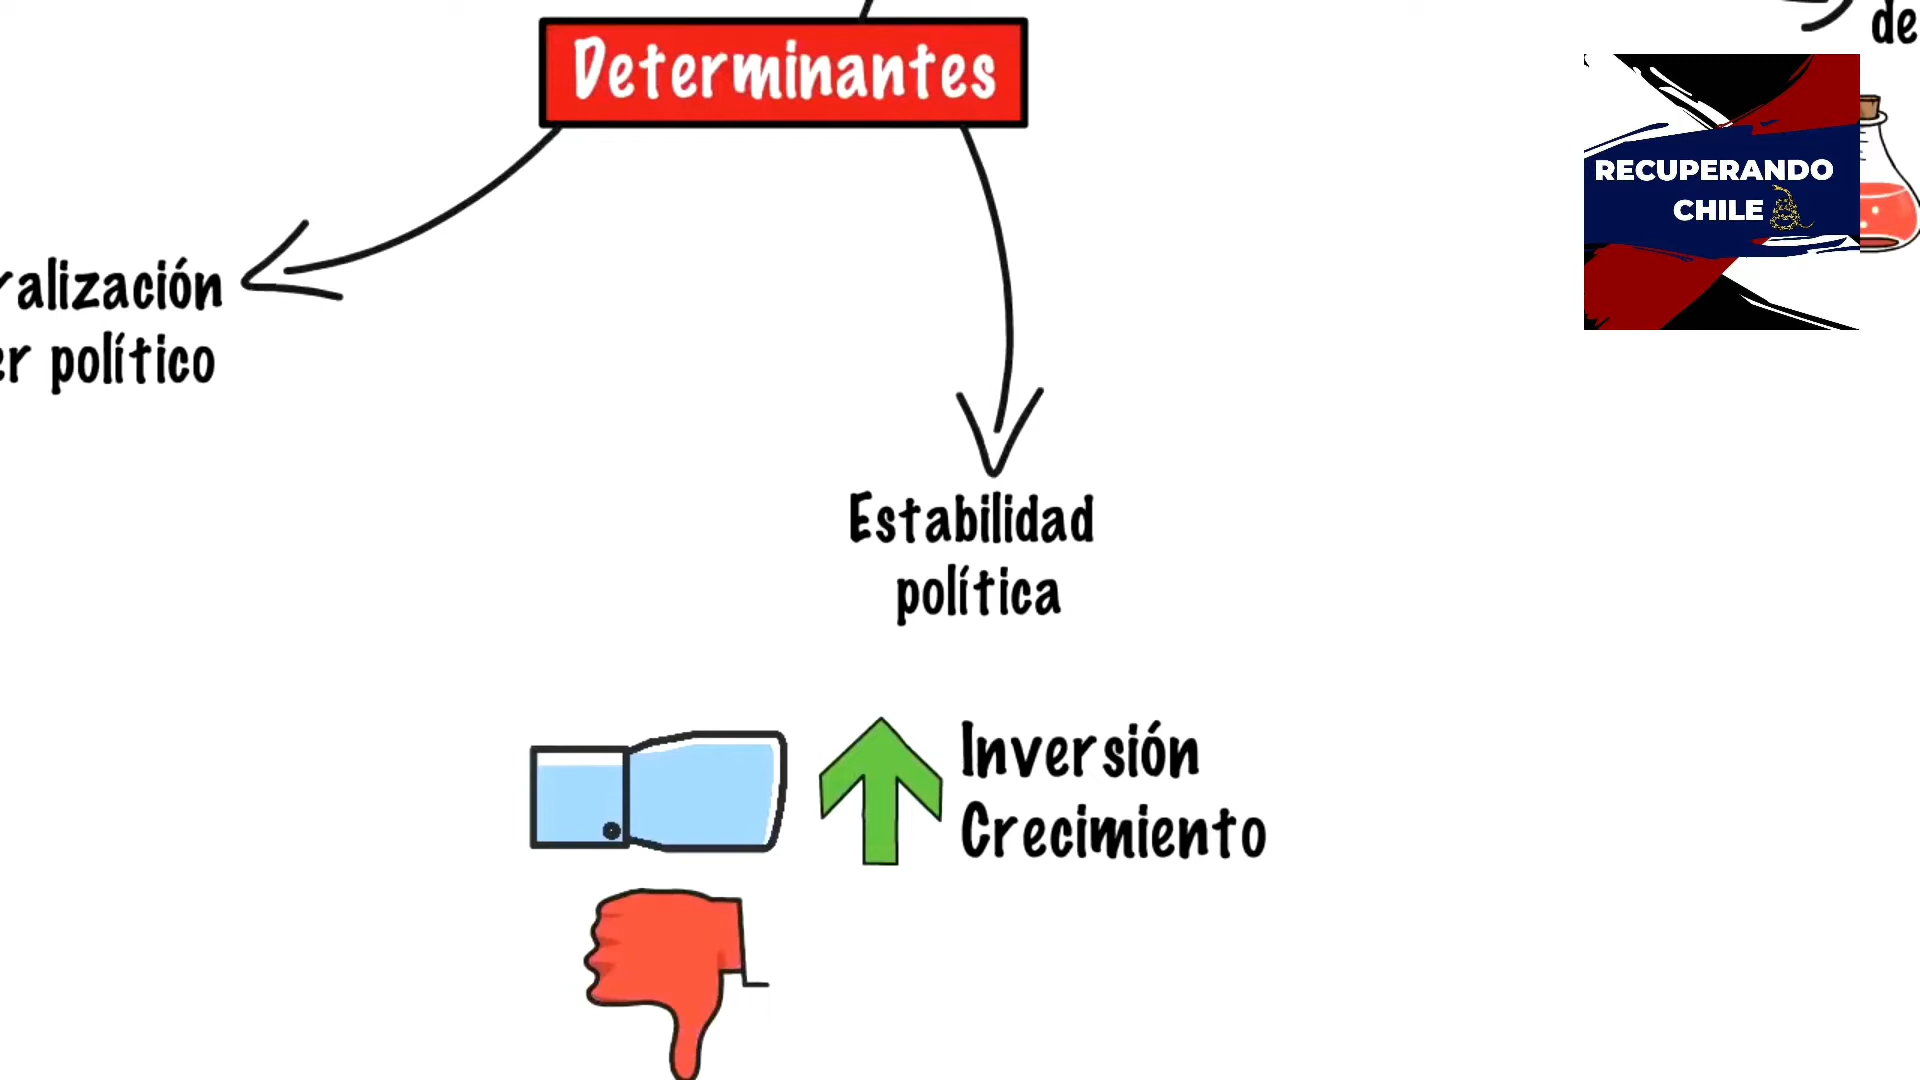 Determinantes
de
RECUPERANDO
CHILE
ralización
er político
Estabilidad
política
Inversión
Crecimiento